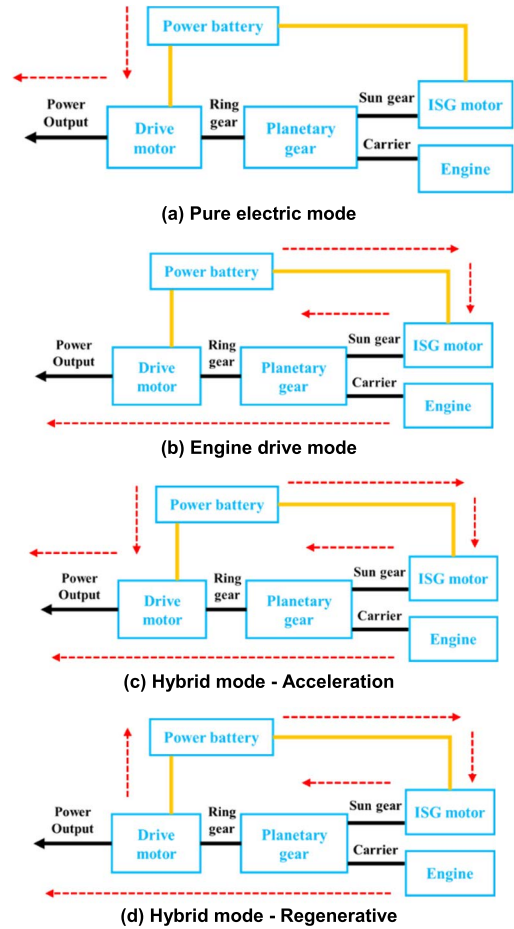 Power battery
Power
Output
Drive
motor
Ring
gear
Planetary
gear
Sun gear
Carrier
ISG motor
Engine
(a) Pure electric mode
Power battery
Power
Output
Drive
motor
Ring
gear
Planetary
gear
Sun gear
Carrier
ISG motor
Engine
(b) Engine drive mode
Power battery
Power
Output
Drive
motor
Ring
gear
Planetary
gear
Sun gear
Carrier
ISG motor
Engine
(c) Hybrid mode - Acceleration
Power battery
Power
Output
Drive
motor
Ring
gear
Planetary
gear
Sun gear
Carrier
ISG motor
Engine
(d) Hybrid mode - Regenerative